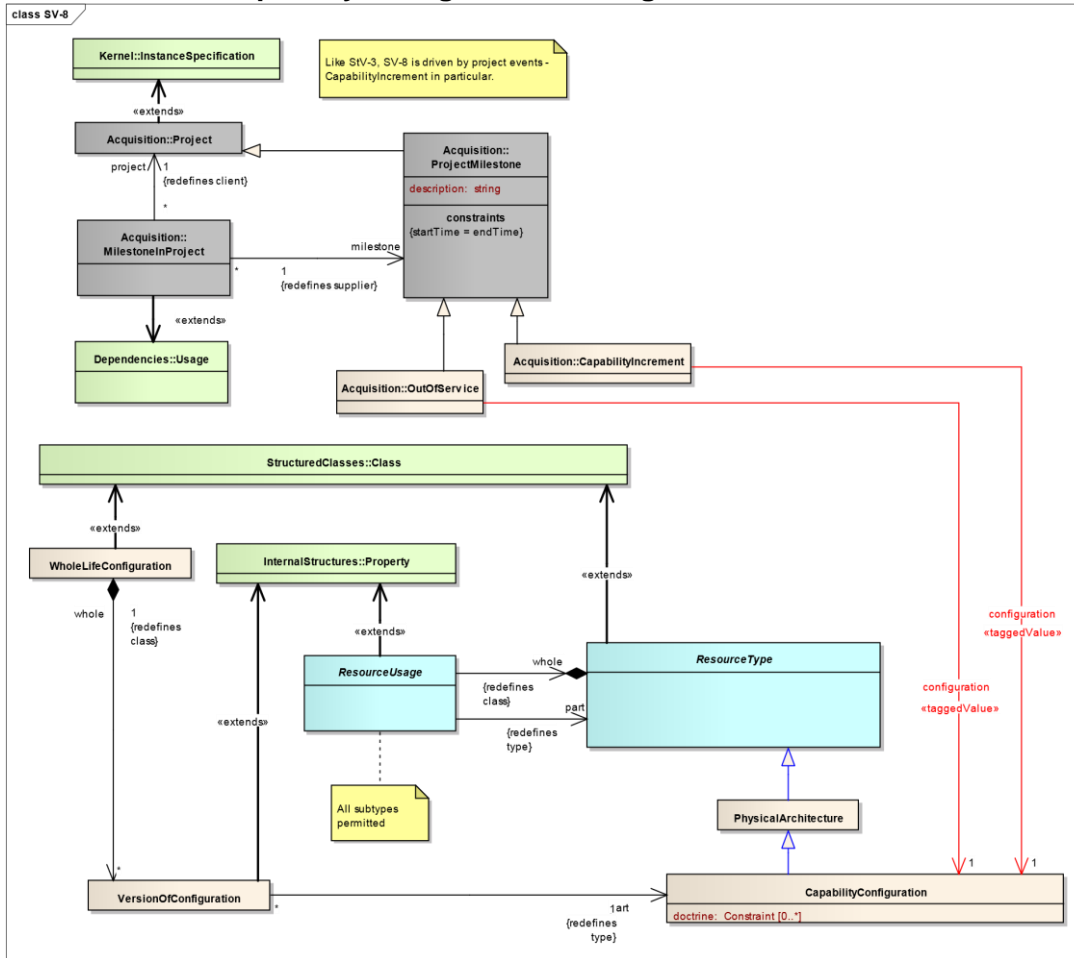 class SV-8
Kernel::InstanceSpecification
Like StV-3, SV-8 is driven by project events -
CapabilityIncrement in particular.
«extends»
Acquisition::Project
Acquisition::
ProjectMilestone
description: string
constraints
{startTime = endTime}
project
1
{redefines client}
*
Acquisition::
MilestoneInProject
milestone
*
1
{redefines supplier}
«extends»
Dependencies::Usage
Acquisition::CapabilityIncrement
Acquisition::OutOfService
StructuredClasses::Class
«extends»
WholeLifeConfiguration
InternalStructures::Property
«extends»
whole
1
{redefines
class}
«extends»
configuration
«taggedValue»
ResourceUsage
whole
{redefines
class}
ResourceType
part
{redefines
type}
configuration
«taggedValue»
«extends»
All subtypes
permitted
PhysicalArchitecture
*
1
1
VersionOfConfiguration
*
1art
{redefines
type}
CapabilityConfiguration
doctrine: Constraint [0..*]